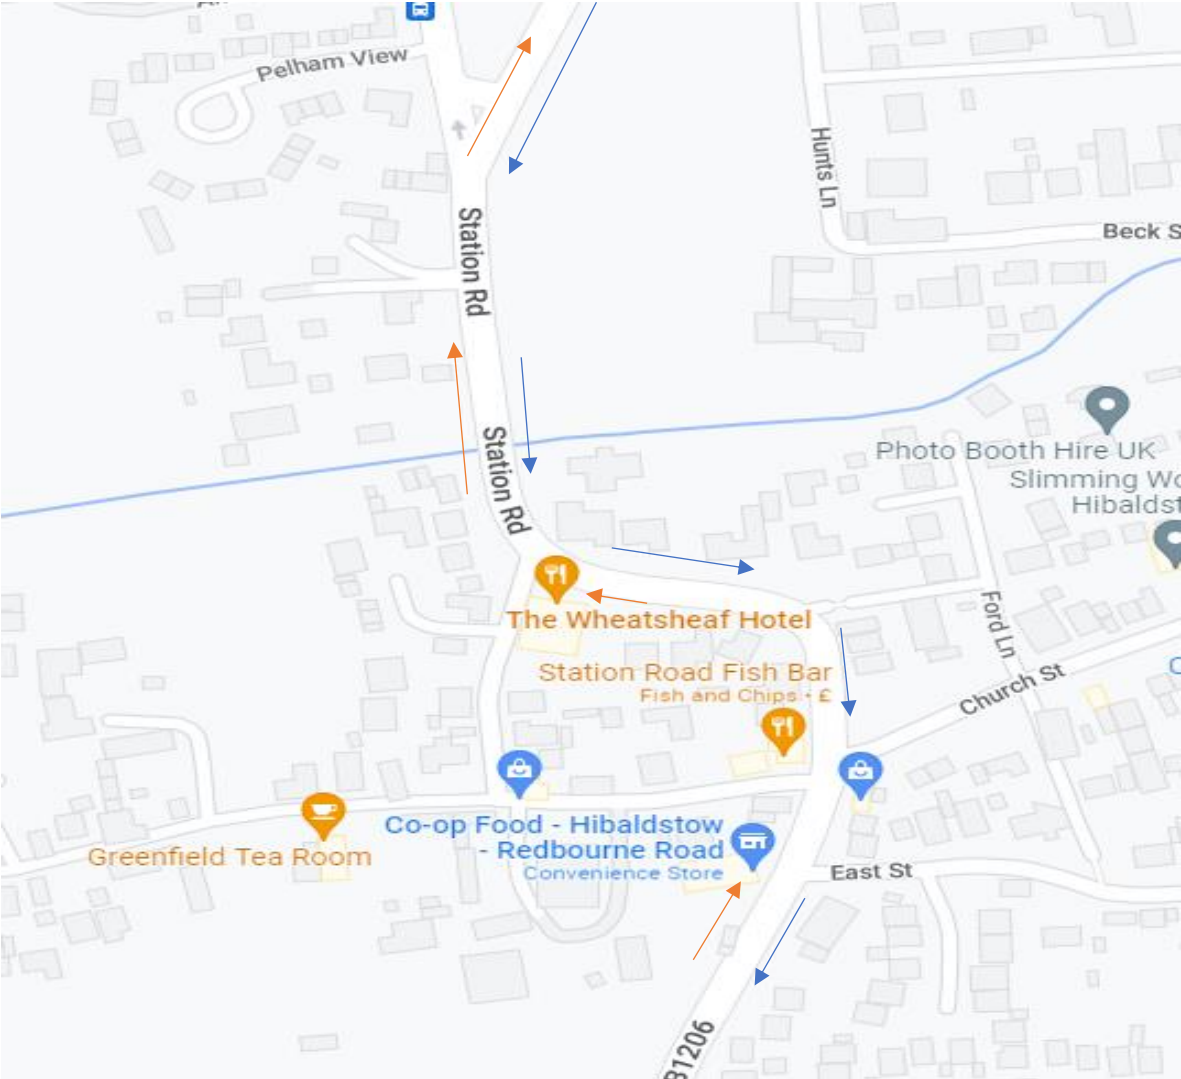 Pelham View
Hunts Ln
Station Rd
Beck S
Photo Booth Hire UK
Slimming Wo
Hibaldst
Station Rd
The Wheatsheaf Hotel
Ford Ln
Station Road Fish Bar
Fish and Chips • £
Church St
Co-op Food - Hibaldstow
- Redbourne Road
Convenience Store
Greenfield Tea Room
East St
B1206